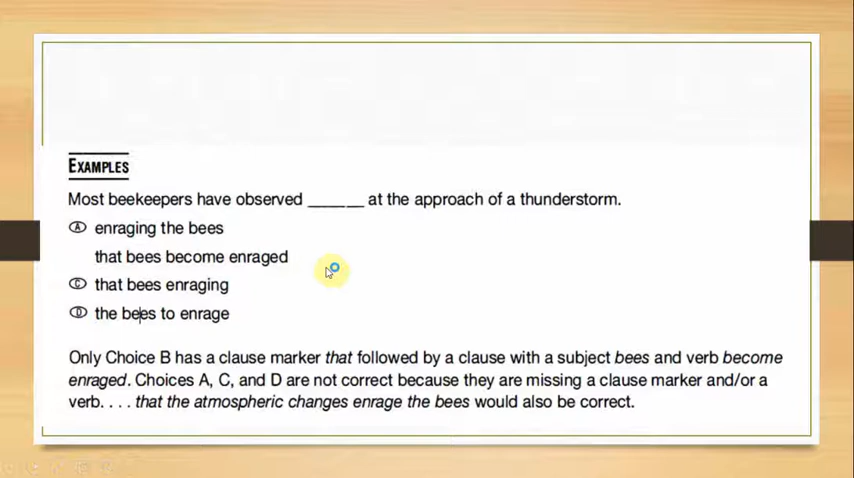 EXAMPLES
Most beekeepers have observed ______ at the approach of a thunderstorm.
A enraging the bees
that bees become enraged
C that bees enraging
D the bees to enrage
Only Choice B has a clause marker that followed by a clause with a subject bees and verb become
enraged. Choices A, C, and D are not correct because they are missing a clause marker and/or a
verb. . . . that the atmospheric changes enrage the bees would also be correct.